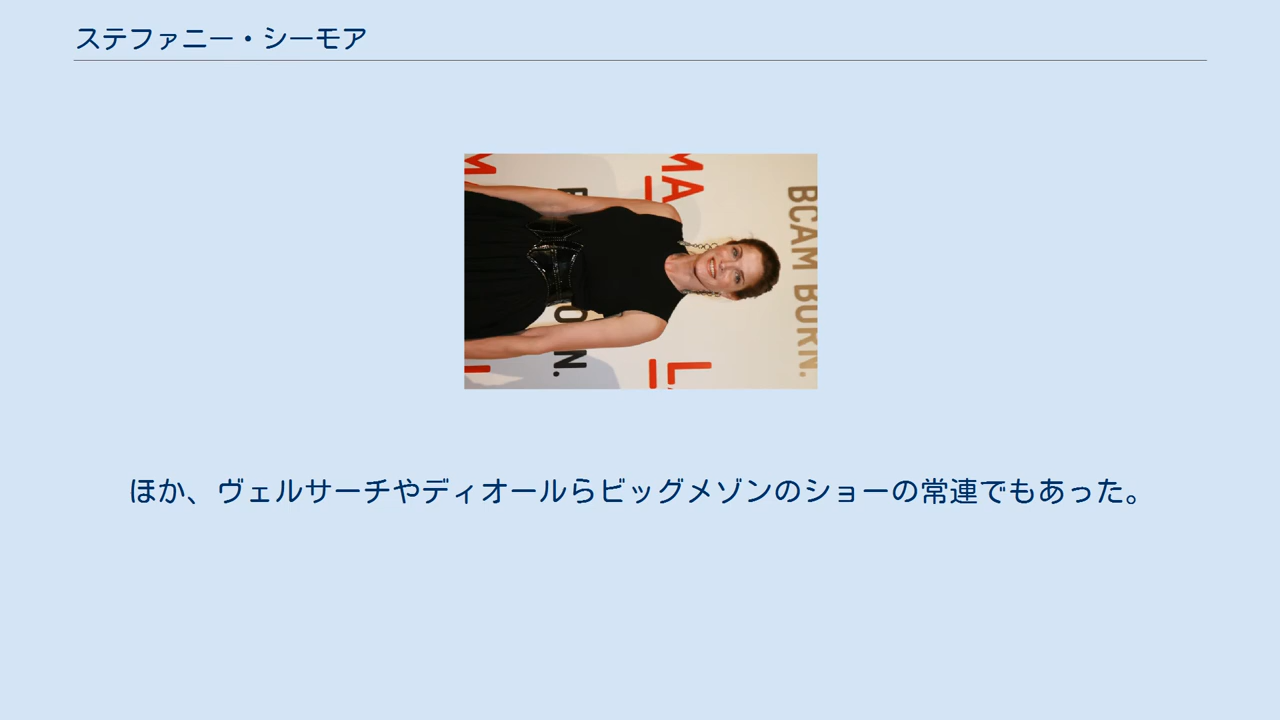 ステファニー・シーモア
BCAM BORN.
MA
L
M
ON.
ほか、ヴェルサーチやディオールらビッグメゾンのショーの常連でもあった。